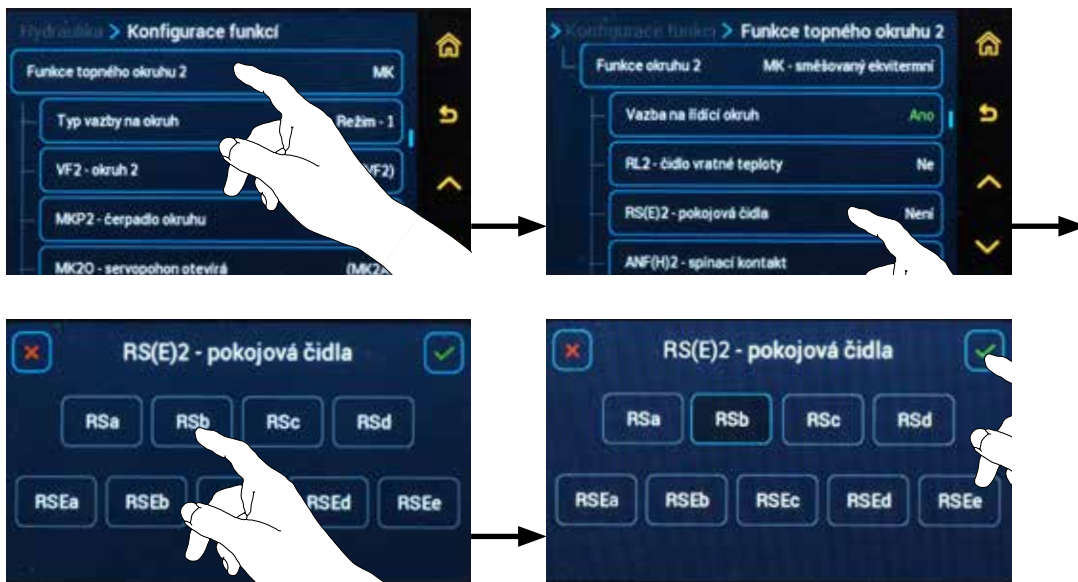 Hydraulika > Konfigurace funkcí
Funkce topného okruhu 2 MK
Typ vazby na okruh Režim - 1
VF2 - okruh 2 VF2)
MKP2 - čerpadlo okruhu
MK2O - servopohon otevírá (MK2
> Konfigurace funkcí > Funkce topného okruhu 2
Funkce okruhu 2 MK - směšovaný ekvitermní
Vazba na řídící okruh Ano
RL2 - čidlo vratné teploty Ne
RS(E)2 - pokojová čidla Není
ANF(H)2 - spínací kontakt
RS(E)2 - pokojová čidla
RSa RSb RSc RSd
RSEa RSEb RSEd RSEe
RS(E)2 - pokojová čidla
RSa RSb RSc RSd
RSEa RSEb RSEc RSEd RSEe